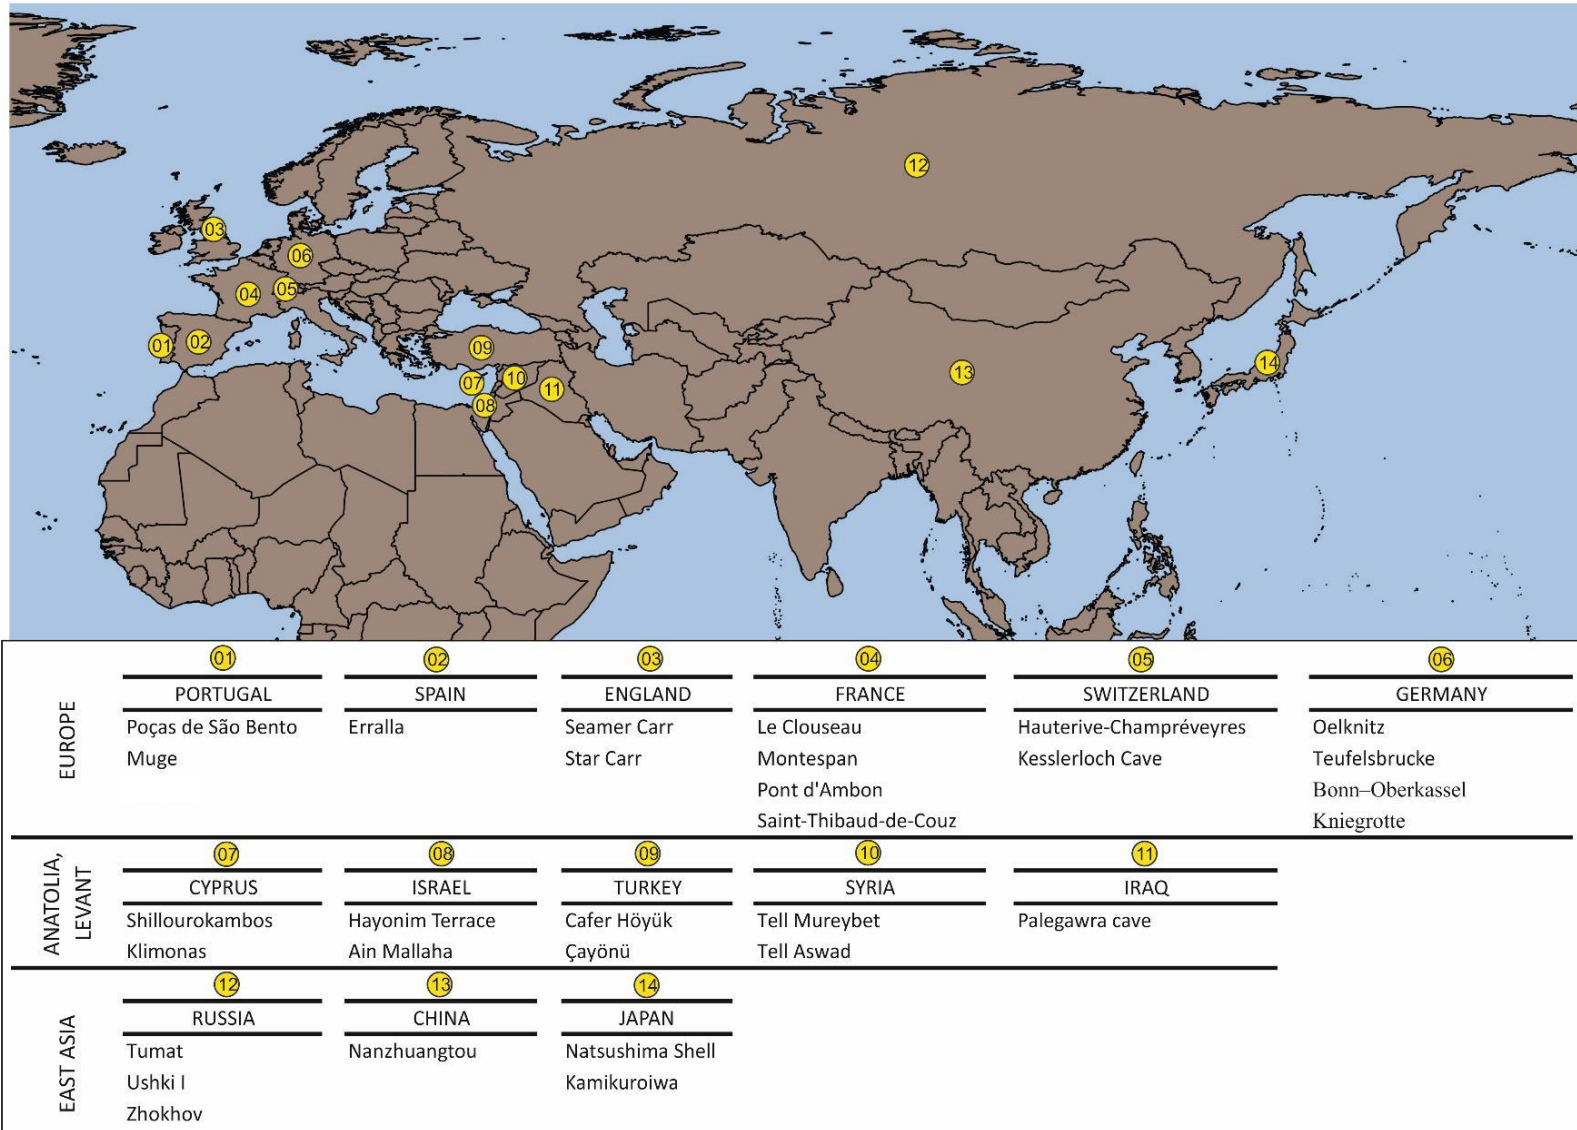 12
03
06
05
04
01
02
09
14
13
10
07
11
08
01 02 03 04 05 06
PORTUGAL SPAIN ENGLAND FRANCE SWITZERLAND GERMANY
EUROPE
Poças de São Bento Erralla Seamer Carr Le Clouseau Hauterive-Champréveyres Oelknitz
Muge Star Carr Montespan Kesslerloch Cave Teufelsbrucke
Pont d'Ambon Bonn–Oberkassel
Saint-Thibaud-de-Couz Kniegrotte
07 08 09 10 11
CYPRUS ISRAEL TURKEY SYRIA IRAQ
ANATOLIA,
LEVANT
Shillourokambos Hayonim Terrace Cafer Höyük Tell Mureybet Palegawra cave
Klimonas Ain Mallaha Çayönü Tell Aswad
12 13 14
RUSSIA CHINA JAPAN
EAST ASIA
Tumat Nanzhuangtou Natsushima Shell
Ushki I Kamikuroiwa
Zhokhov